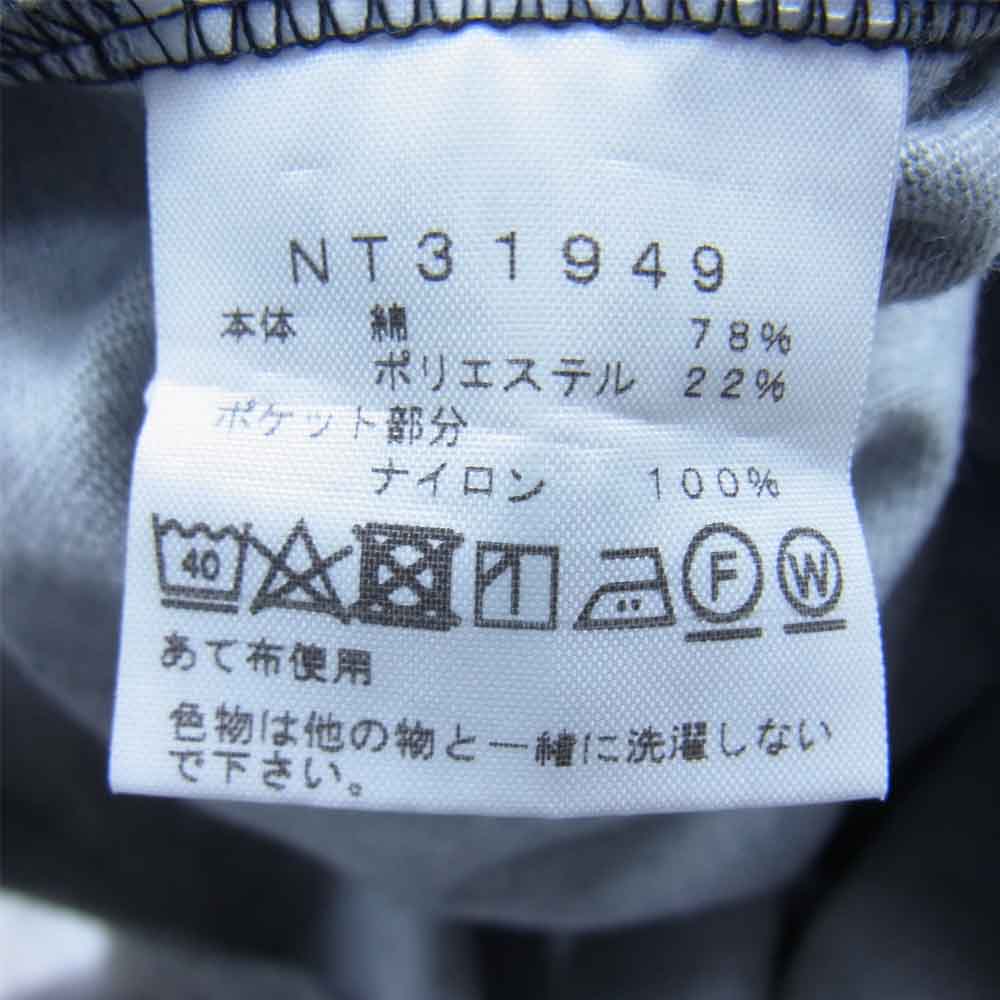 NT31949
本体 綿 78%
ポリエステル 22%
ポケット部分
ナイロン 100%
40 F W
あて布使用
色物は他の物と一緒に洗濯しない
で下さい。